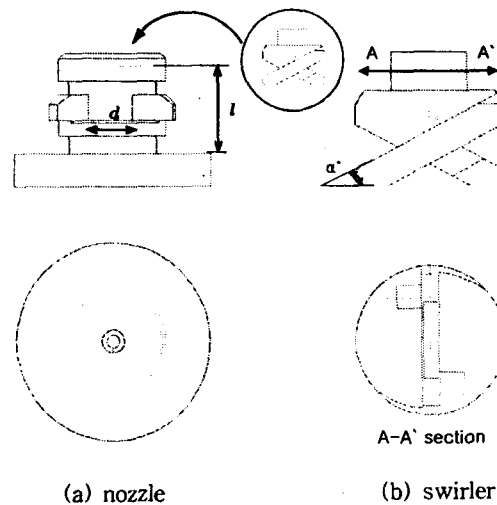 A A`
d l
α°
A-A` section
(a) nozzle (b) swirler